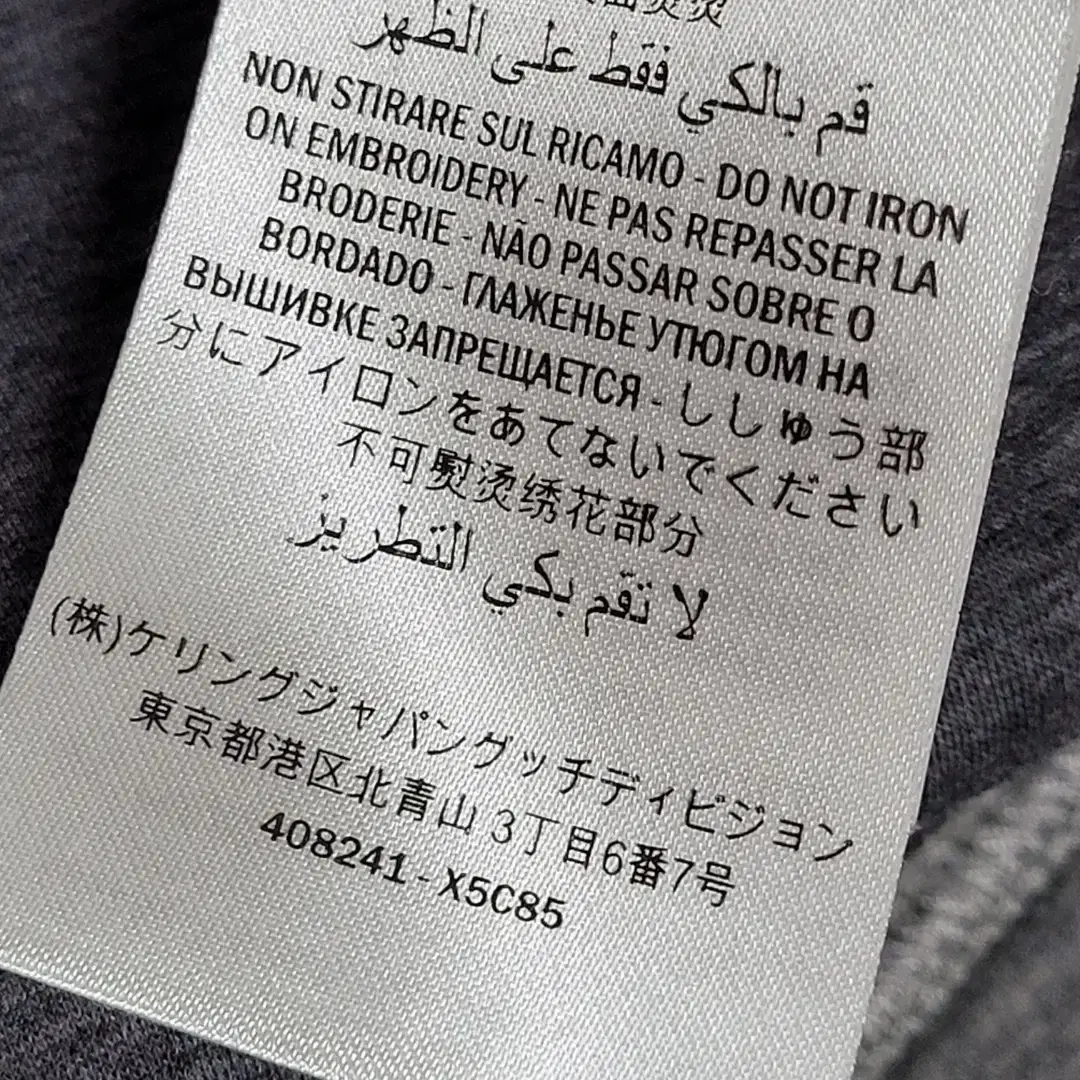 قم بالكي فقط على الظهر
NON STIRARE SUL RICAMO - DO NOT IRON
ON EMBROIDERY - NE PAS REPASSER LA
BRODERIE - NÃO PASSAR SOBRE O
BORDADO - ГЛАЖЕНЬЕ УТЮГОМ НА
ВЫШИВКЕ ЗАПРЕЩАЕТСЯ - ししゅう部
分にアイロンをあてないでください
不可熨烫绣花部分
لا تقم بكي التطريز
(株)ケリングジャパングッチディビジョン
東京都港区北青山 3丁目6番7号
408241 - X5C85